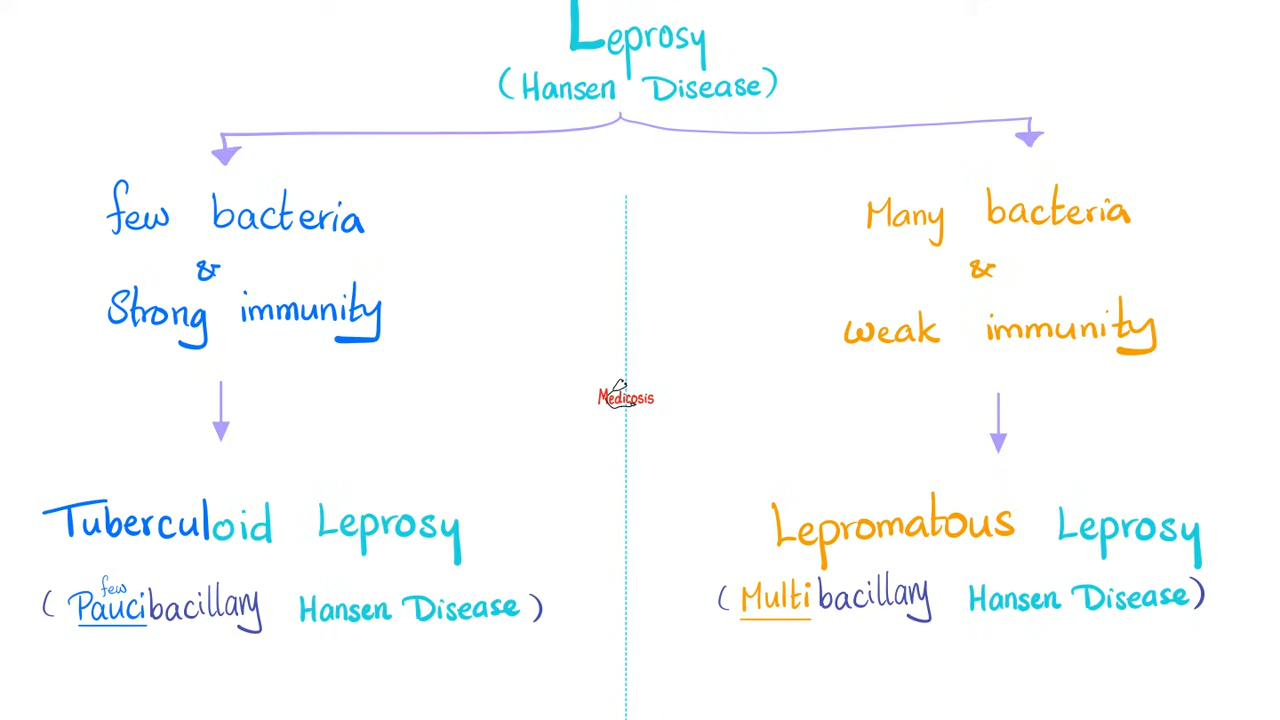 Leprosy
(Hansen Disease)
few bacteria
&
Strong immunity
Tuberculoid Leprosy
few
(Paucibacillary Hansen Disease)
Many bacteria
&
weak immunity
Lepromatous Leprosy
(Multibacillary Hansen Disease)
Medicosis